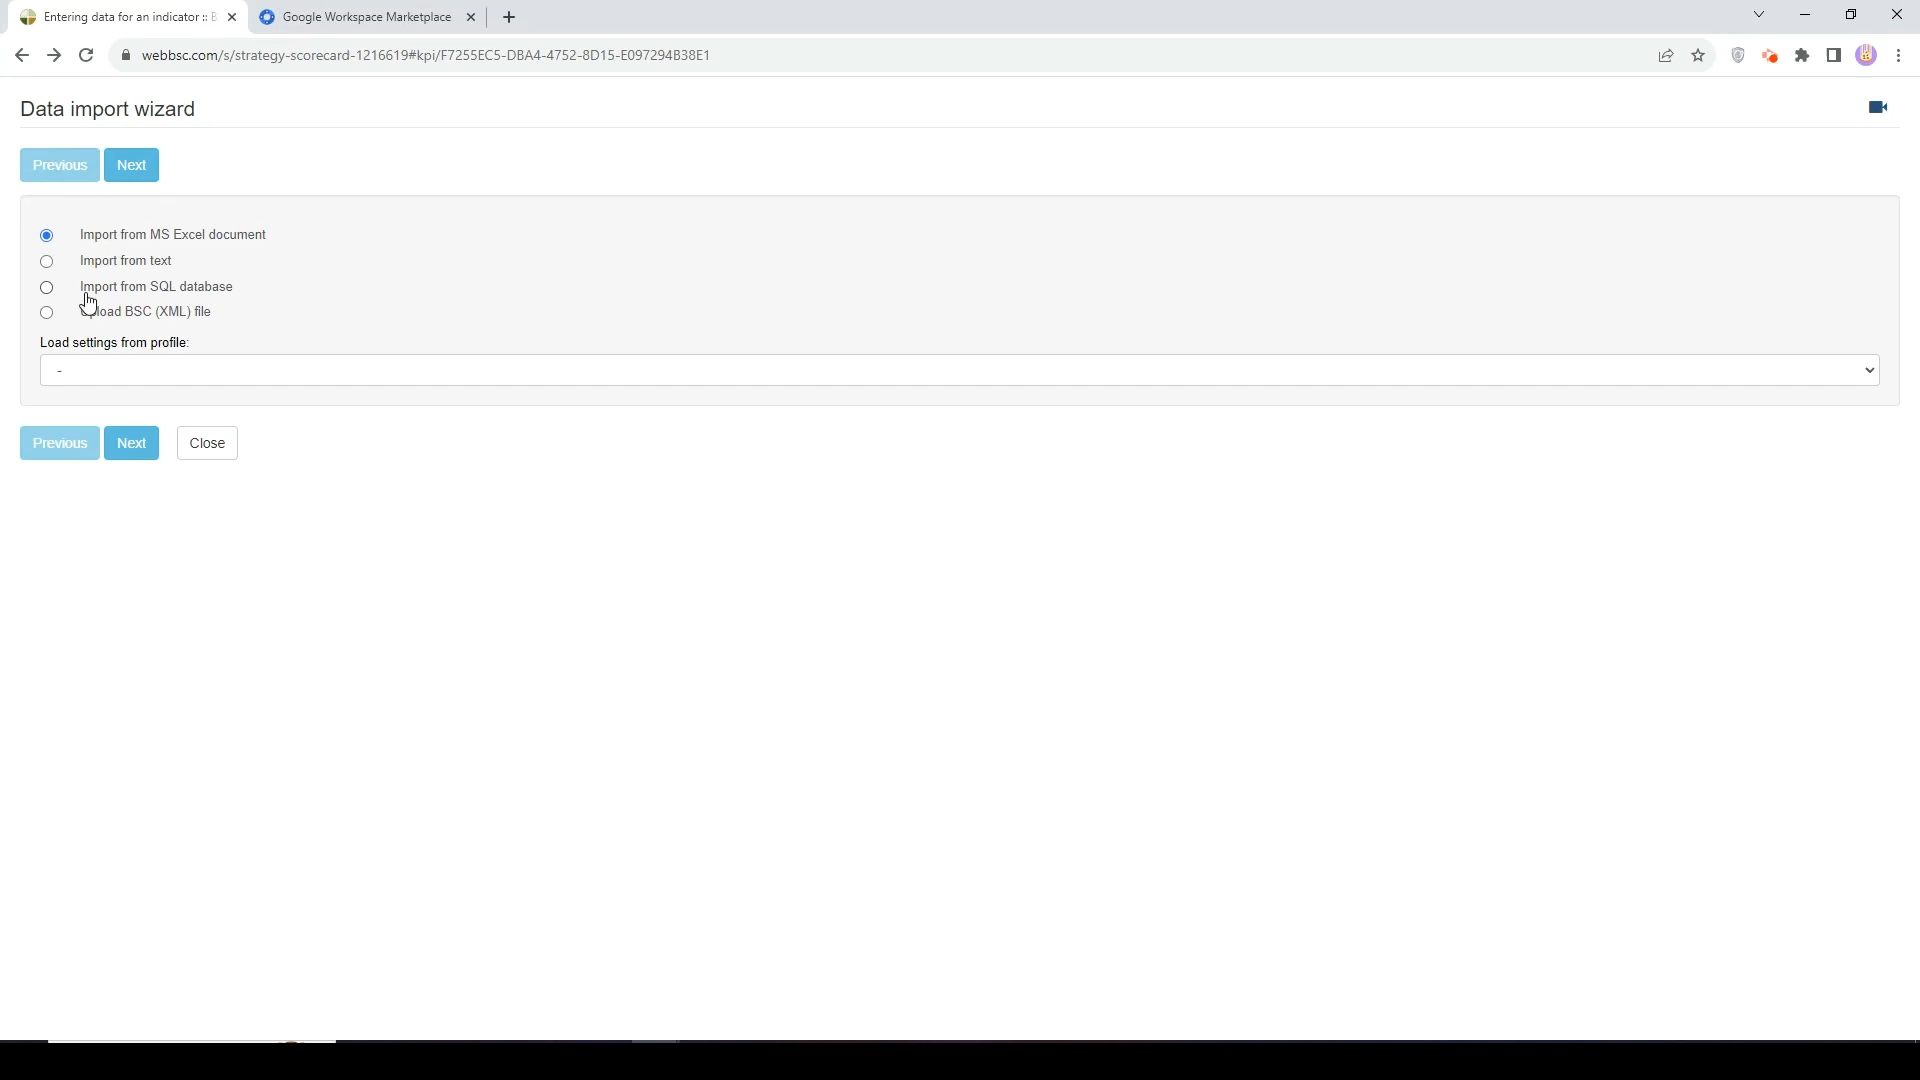 Entering data for an indicator ::
Google Workspace Marketplace
webbsc.com/s/strategy-scorecard-1216619#kpi/F7255EC5-DBA4-4752-8D15-E097294B38E1
Data import wizard
Previous
Next
Import from MS Excel document
Import from text
Import from SQL database
Upload BSC (XML) file
Load settings from profile:
-
Previous
Next
Close